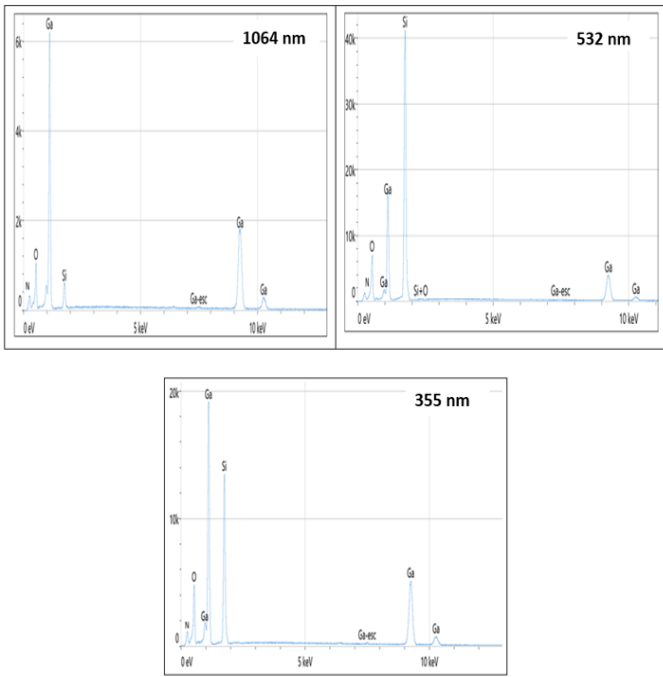 1064 nm
Ga
6k
4k
2k
0
N
O
Si
Ga-esc
Ga
Ga
0 eV
5 keV
10 keV
532 nm
Si
40k
30k
20k
10k
0
Ga
O
N
Ga
Si+O
Ga-esc
Ga
Ga
0 eV
5 keV
10 keV
355 nm
20k
10k
0
Ga
Si
O
Ga
N
Ga-esc
Ga
Ga
0 eV
5 keV
10 keV